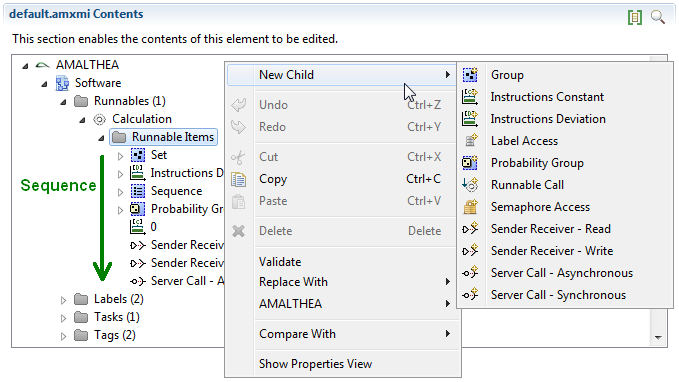 default.amxmi Contents
This section enables the contents of this element to be edited.
AMALTHEA
Software
Runnables (1)
Calculation
Runnable Items
Set
Instructions D
Sequence
Probability Gr
0
Sender Receiver
Sender Receiver
Server Call - A
Labels (2)
Tasks (1)
Tags (2)
Sequence
New Child
Undo Ctrl+Z
Redo Ctrl+Y
Cut Ctrl+X
Copy Ctrl+C
Paste Ctrl+V
Delete Delete
Validate
Replace With
AMALTHEA
Compare With
Show Properties View
Group
Instructions Constant
Instructions Deviation
Label Access
Probability Group
Runnable Call
Semaphore Access
Sender Receiver - Read
Sender Receiver - Write
Server Call - Asynchronous
Server Call - Synchronous